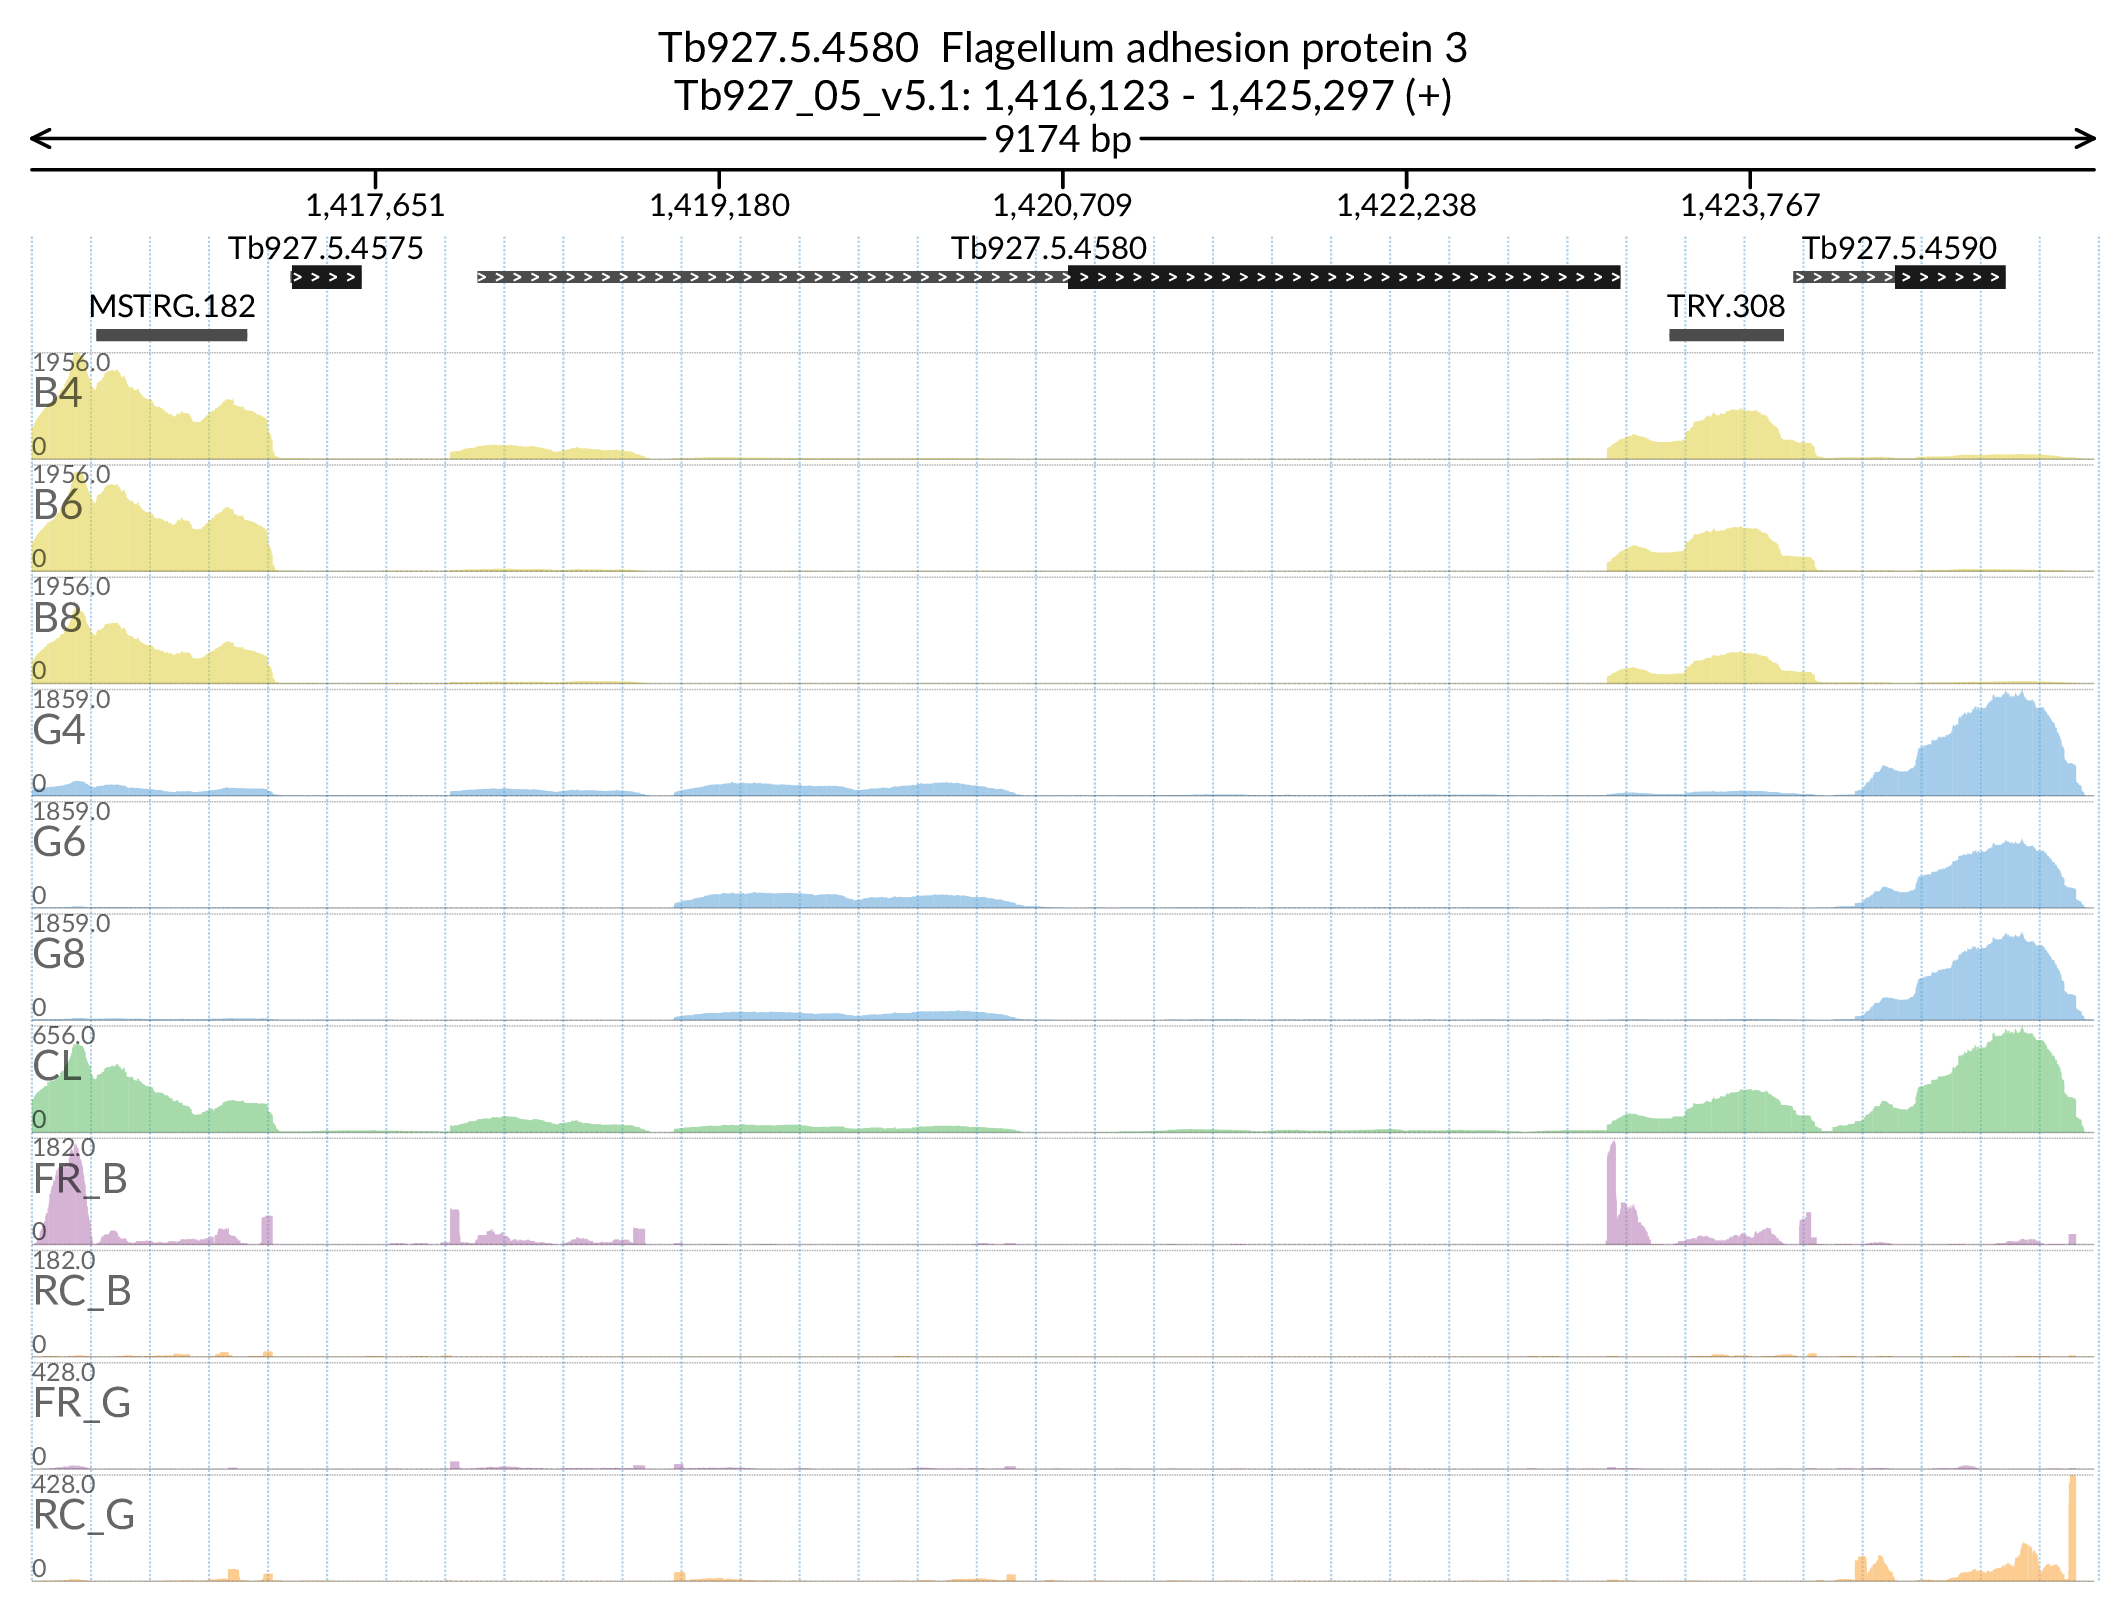 Tb927.5.4580  Flagellum adhesion protein 3
Tb927_05_v5.1: 1,416,123 - 1,425,297 (+)
9174 bp
1,417,651 1,419,180 1,420,709 1,422,238 1,423,767
Tb927.5.4575 Tb927.5.4580 Tb927.5.4590
MSTRG.182 TRY.308
1956.0
B4
0
1956.0
B6
0
1956.0
B8
0
1859.0
G4
0
1859.0
G6
0
1859.0
G8
0
656.0
CL
0
182.0
FR_B
0
182.0
RC_B
0
428.0
FR_G
0
428.0
RC_G
0